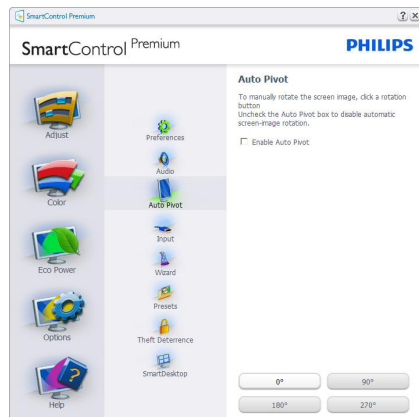 SmartControl Premium
SmartControl Premium
PHILIPS
Adjust
Color
Eco Power
Options
Help
Preferences
Audio
Auto Pivot
Input
Wizard
Presets
Theft Deterrence
SmartDesktop
Auto Pivot
To manually rotate the screen image, click a rotation
button
Uncheck the Auto Pivot box to disable automatic
screen-image rotation.
Enable Auto Pivot
0°
90°
180°
270°